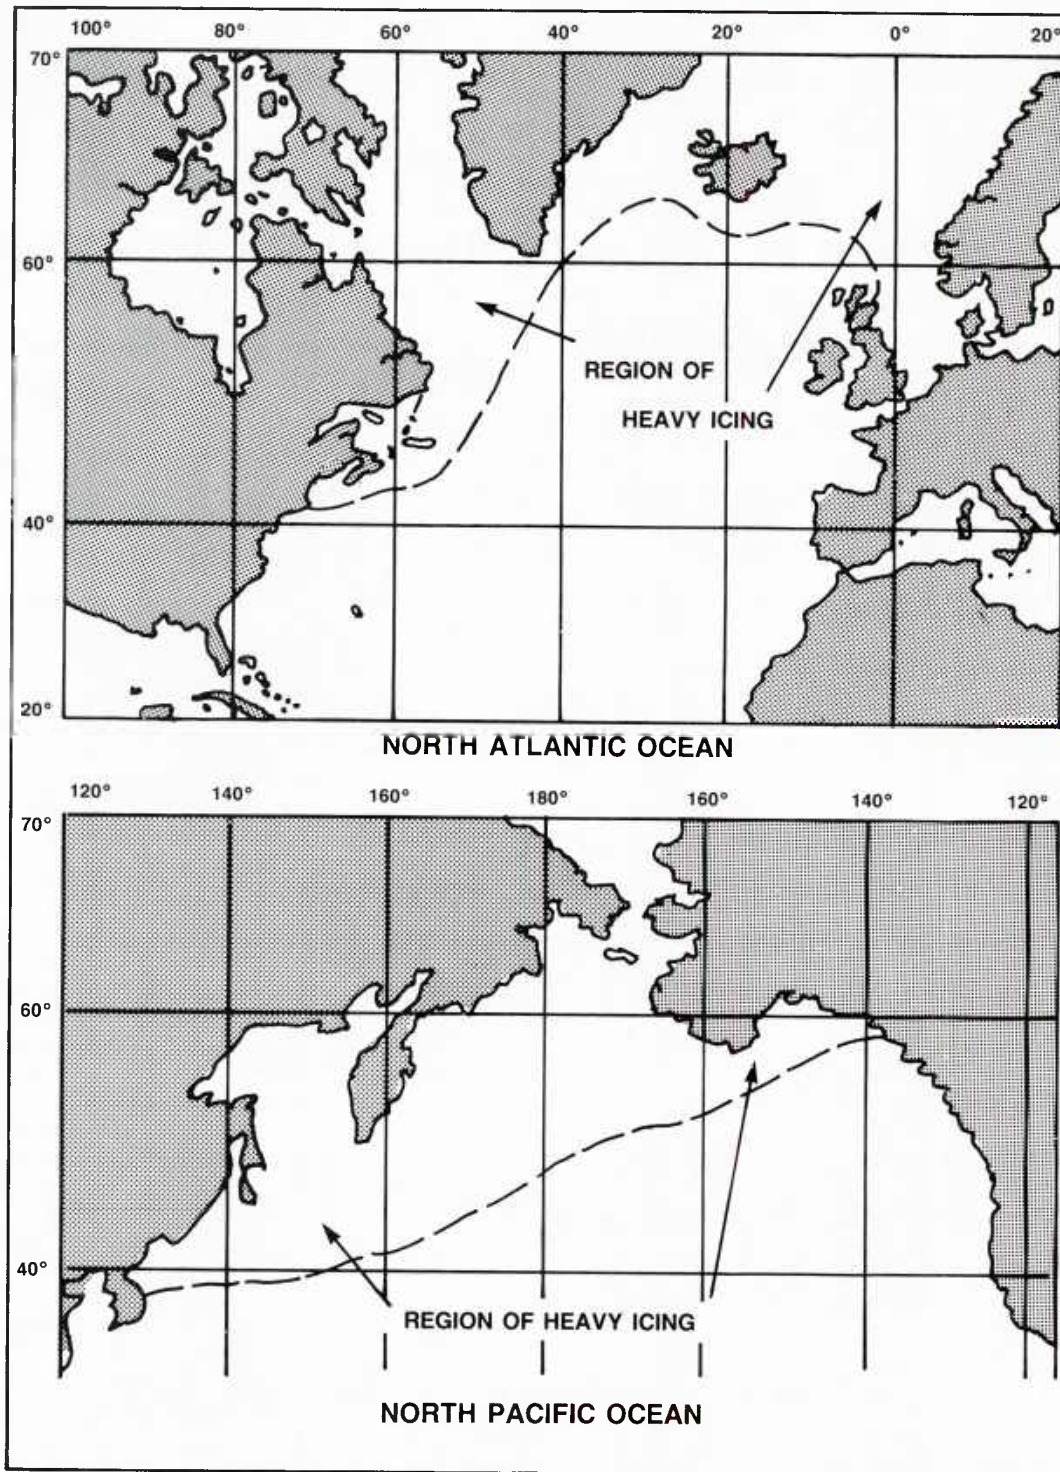 100° 80° 60° 40° 20° 0° 20°
70°
60°
REGION OF
HEAVY ICING
40°
20°
NORTH ATLANTIC OCEAN
120° 140° 160° 180° 160° 140° 120°
70°
60°
40°
REGION OF HEAVY ICING
NORTH PACIFIC OCEAN